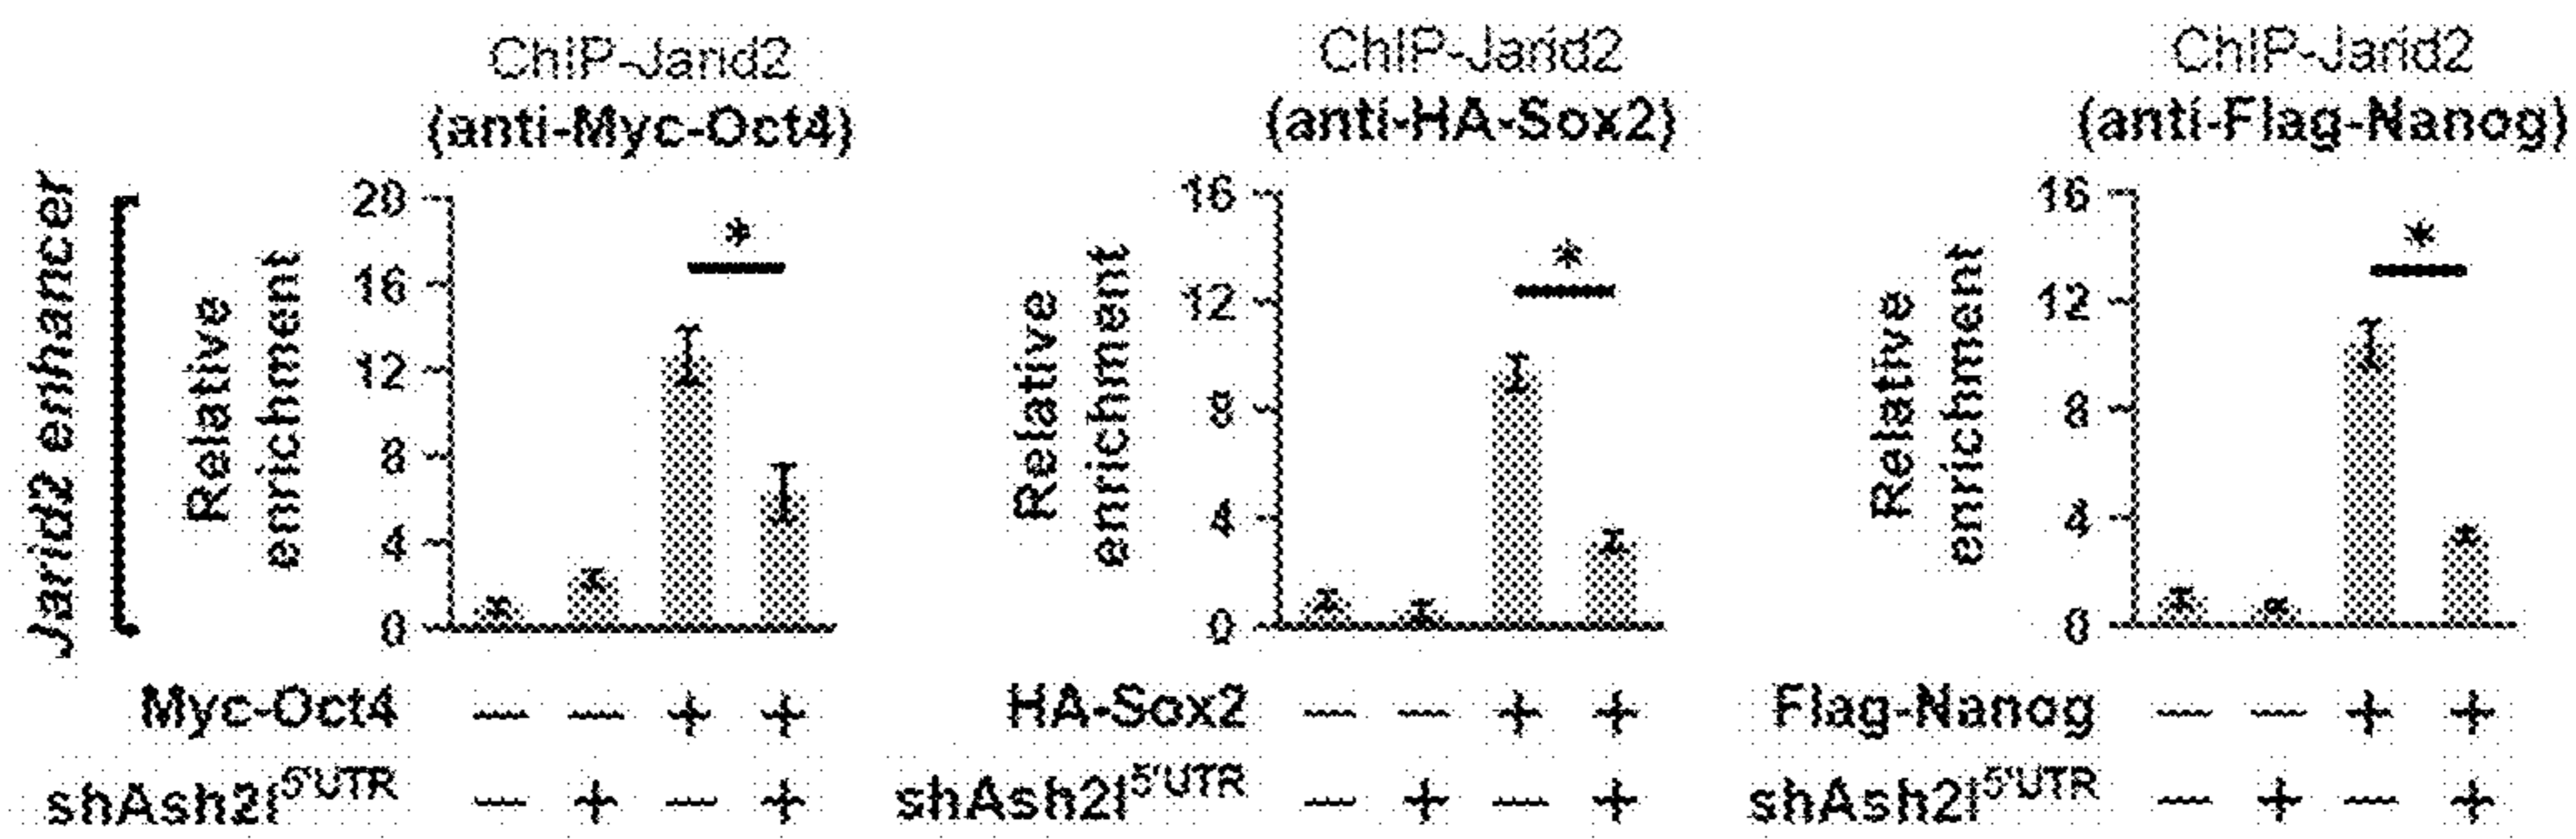 ChIP-Jarid2
(anti-Myc-Oct4)
Jarid2 enhancer
Relative
enrichment
20
16
12
8
4
0
*
Myc-Oct4 — — + +
shAsh2l5'UTR — + — +
ChIP-Jarid2
(anti-HA-Sox2)
Relative
enrichment
16
12
8
4
0
*
HA-Sox2 — — + +
shAsh2l5'UTR — + — +
ChIP-Jarid2
(anti-Flag-Nanog)
Relative
enrichment
16
12
8
4
0
*
Flag-Nanog — — + +
shAsh2l5'UTR — + — +